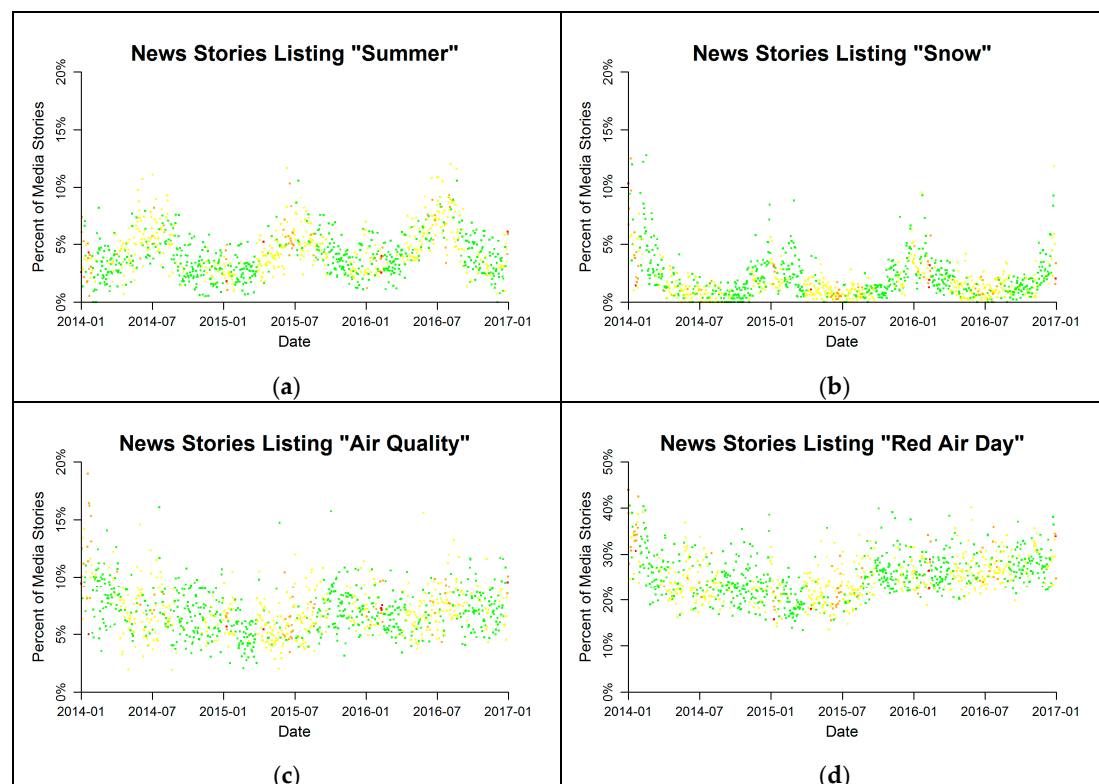 News Stories Listing "Summer"
Percent of Media Stories
20%
15%
10%
5%
0%
2014-01 2014-07 2015-01 2015-07 2016-01 2016-07 2017-01
Date
(a)
News Stories Listing "Snow"
Percent of Media Stories
20%
15%
10%
5%
0%
2014-01 2014-07 2015-01 2015-07 2016-01 2016-07 2017-01
Date
(b)
News Stories Listing "Air Quality"
Percent of Media Stories
20%
15%
10%
5%
0%
2014-01 2014-07 2015-01 2015-07 2016-01 2016-07 2017-01
Date
(c)
News Stories Listing "Red Air Day"
Percent of Media Stories
50%
40%
30%
20%
10%
0%
2014-01 2014-07 2015-01 2015-07 2016-01 2016-07 2017-01
Date
(d)